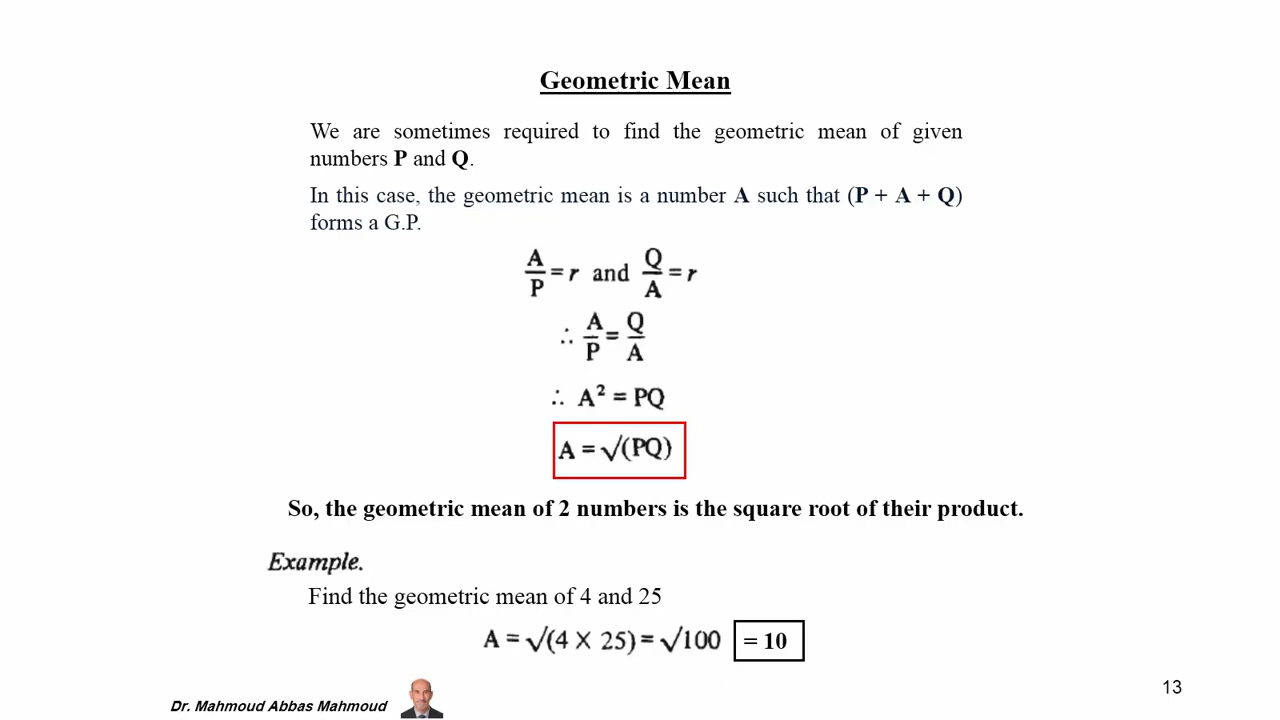 Geometric Mean
We are sometimes required to find the geometric mean of given
numbers P and Q.
In this case, the geometric mean is a number A such that (P + A + Q)
forms a G.P.
A/P = r and Q/A = r
∴ A/P = Q/A
∴ A² = PQ
A = √(PQ)
So, the geometric mean of 2 numbers is the square root of their product.
Example.
Find the geometric mean of 4 and 25
A = √(4 × 25) = √100 = 10
Dr. Mahmoud Abbas Mahmoud
13